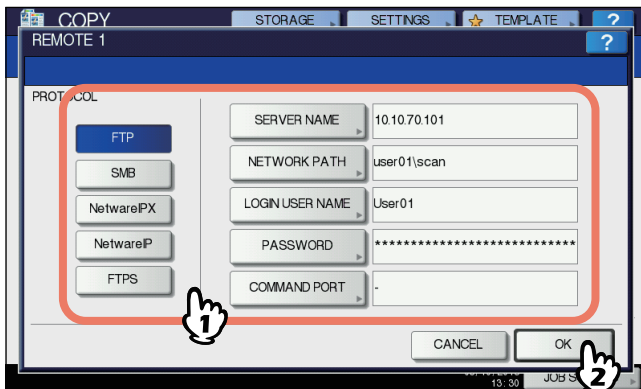 COPY STORAGE SETTINGS TEMPLATE ?
REMOTE 1 ?
PROTOCOL
FTP
SMB
NetwareIPX
NetwareIP
FTPS
SERVER NAME 10.10.70.101
NETWORK PATH user01\scan
LOGIN USER NAME User01
PASSWORD ****************************
COMMAND PORT -
1
CANCEL OK
2
13:30 JOB S